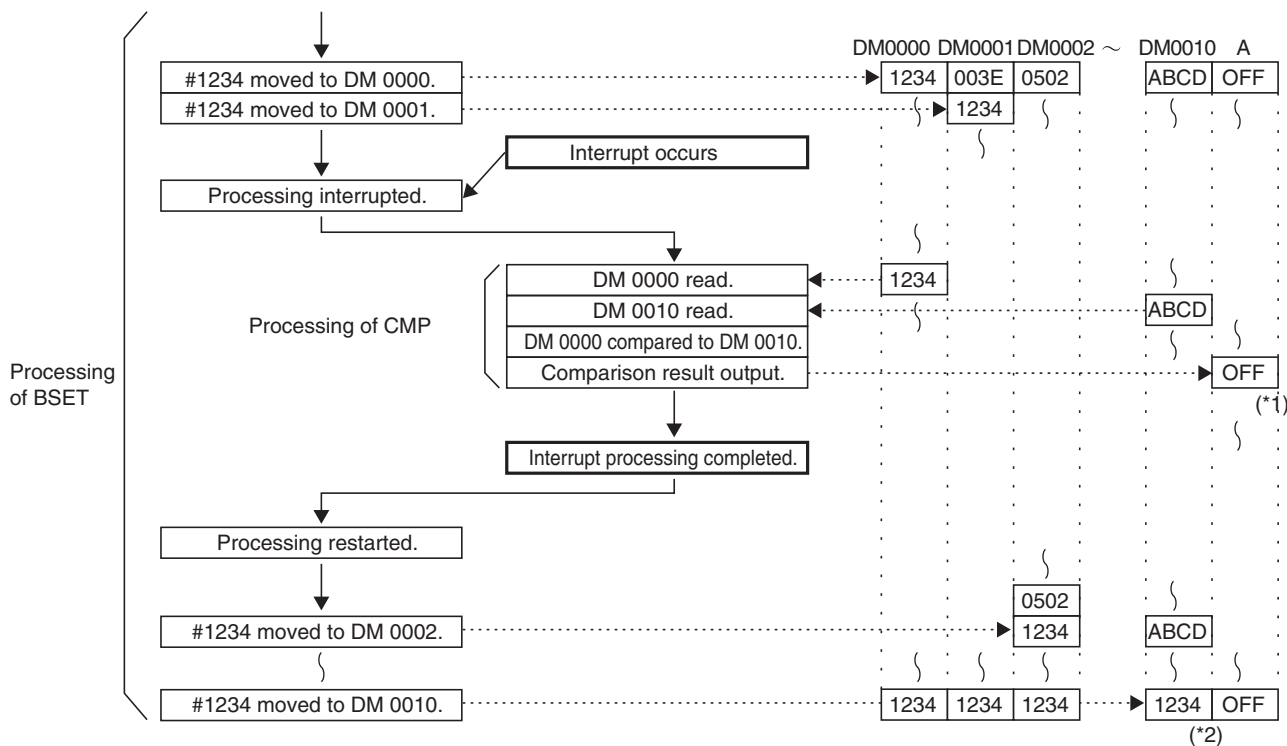 DM0000 DM0001 DM0002 ~ DM0010 A
#1234 moved to DM 0000. 1234 003E 0502 ABCD OFF
#1234 moved to DM 0001. 1234
Interrupt occurs
Processing interrupted.
DM 0000 read. 1234
DM 0010 read. ABCD
Processing of CMP
DM 0000 compared to DM 0010.
Comparison result output. OFF
(*1)
Processing
of BSET
Interrupt processing completed.
Processing restarted.
0502
#1234 moved to DM 0002. 1234 ABCD
#1234 moved to DM 0010. 1234 1234 1234 1234 OFF
(*2)